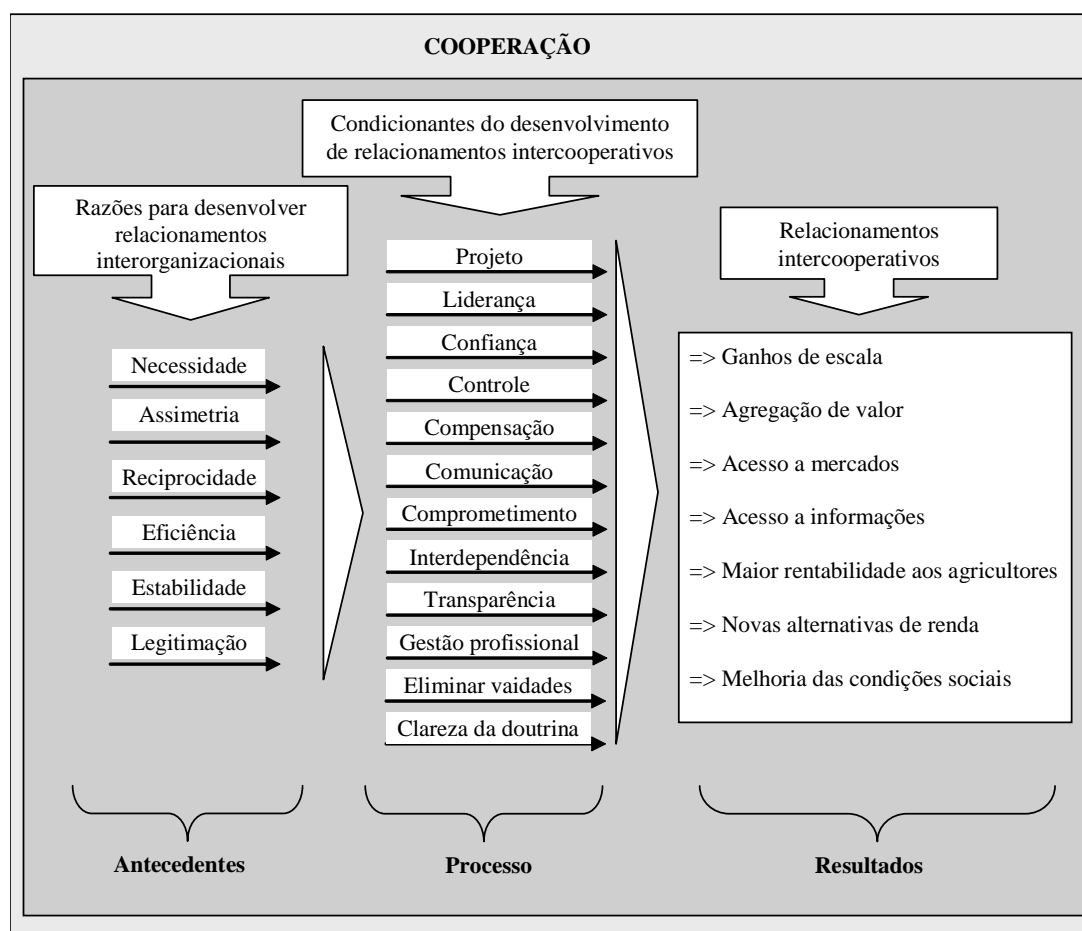 COOPERAÇÃO
Razões para desenvolver
relacionamentos
interorganizacionais
Necessidade
Assimetria
Reciprocidade
Eficiência
Estabilidade
Legitimação
Antecedentes
Condicionantes do desenvolvimento
de relacionamentos intercooperativos
Projeto
Liderança
Confiança
Controle
Compensação
Comunicação
Comprometimento
Interdependência
Transparência
Gestão profissional
Eliminar vaidades
Clareza da doutrina
Processo
Relacionamentos
intercooperativos
=> Ganhos de escala
=> Agregação de valor
=> Acesso a mercados
=> Acesso a informações
=> Maior rentabilidade aos agricultores
=> Novas alternativas de renda
=> Melhoria das condições sociais
Resultados